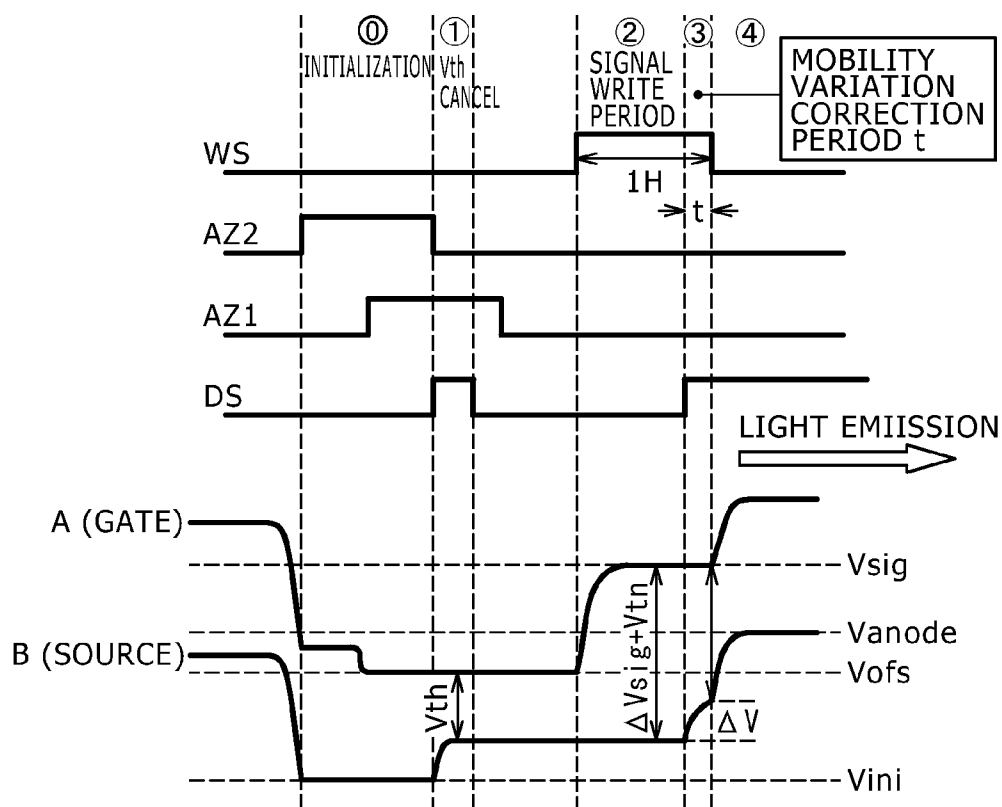 ⓪
①
②
③
④
INITIALIZATION
Vth
CANCEL
SIGNAL
WRITE
PERIOD
MOBILITY
VARIATION
CORRECTION
PERIOD t
WS
1H
t
AZ2
AZ1
DS
LIGHT EMIISSION
A (GATE)
Vsig
B (SOURCE)
Vanode
Vofs
Vth
ΔVsig+Vtn
ΔV
Vini